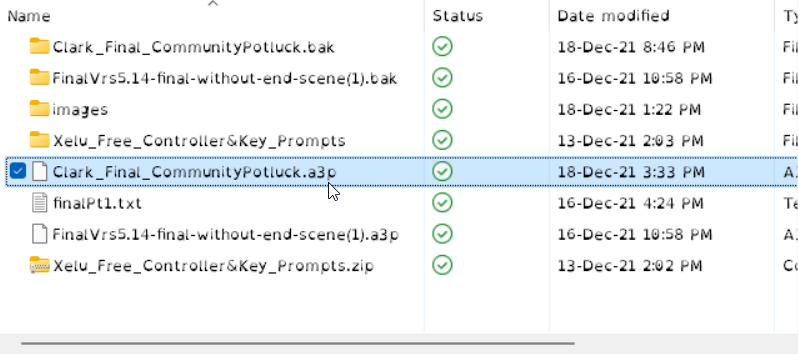 Name Status Date modified Ty
Clark_Final_CommunityPotluck.bak 18-Dec-21 8:46 PM Fil
FinalVrs5.14-final-without-end-scene(1).bak 16-Dec-21 10:58 PM Fil
images 18-Dec-21 1:22 PM Fil
Xelu_Free_Controller&Key_Prompts 13-Dec-21 2:03 PM Fil
Clark_Final_CommunityPotluck.a3p 18-Dec-21 3:33 PM A
finalPt1.txt 16-Dec-21 4:24 PM Te
FinalVrs5.14-final-without-end-scene(1).a3p 16-Dec-21 10:58 PM A
Xelu_Free_Controller&Key_Prompts.zip 13-Dec-21 2:02 PM Co